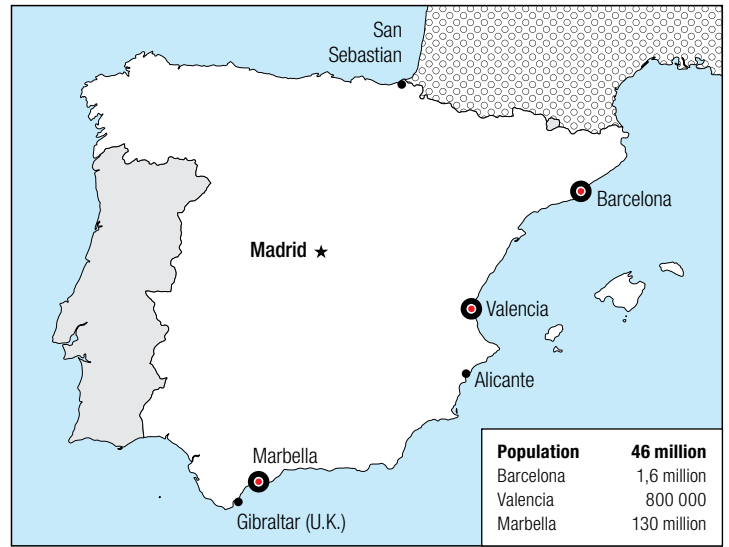 San
Sebastian
Barcelona
Madrid
Valencia
Alicante
Marbella
Gibraltar (U.K.)
Population 46 million
Barcelona 1,6 million
Valencia 800 000
Marbella 130 million